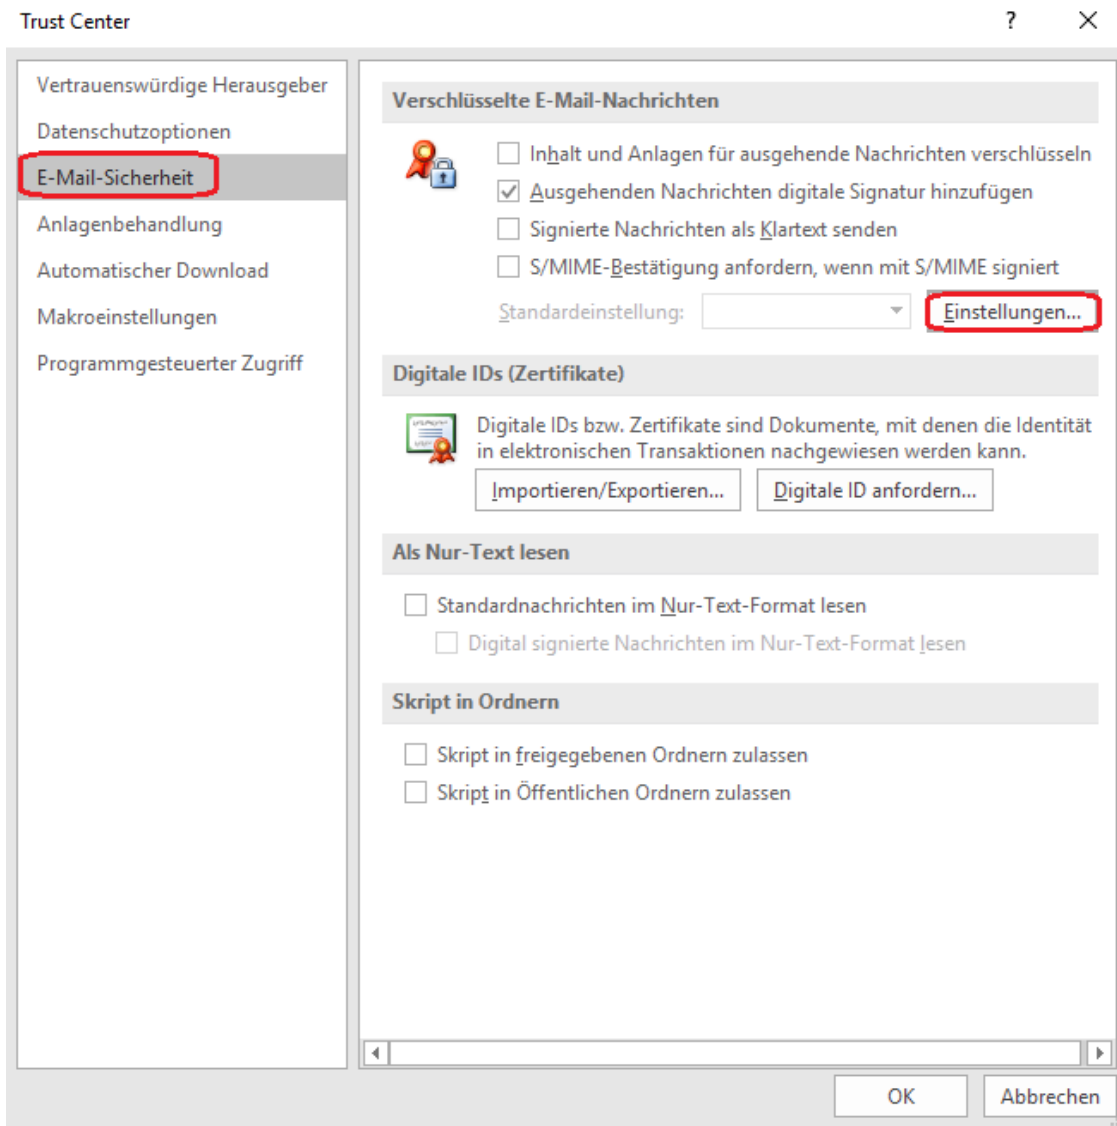 Trust Center
?
Vertrauenswürdige Herausgeber
Datenschutzoptionen
E-Mail-Sicherheit
Anlagenbehandlung
Automatischer Download
Makroeinstellungen
Programmgesteuerter Zugriff
Verschlüsselte E-Mail-Nachrichten
Inhalt und Anlagen für ausgehende Nachrichten verschlüsseln
Ausgehenden Nachrichten digitale Signatur hinzufügen
Signierte Nachrichten als Klartext senden
S/MIME-Bestätigung anfordern, wenn mit S/MIME signiert
Standardeinstellung:
Einstellungen...
Digitale IDs (Zertifikate)
Digitale IDs bzw. Zertifikate sind Dokumente, mit denen die Identität
in elektronischen Transaktionen nachgewiesen werden kann.
Importieren/Exportieren...
Digitale ID anfordern...
Als Nur-Text lesen
Standardnachrichten im Nur-Text-Format lesen
Digital signierte Nachrichten im Nur-Text-Format lesen
Skript in Ordnern
Skript in freigegebenen Ordnern zulassen
Skript in Öffentlichen Ordnern zulassen
OK
Abbrechen